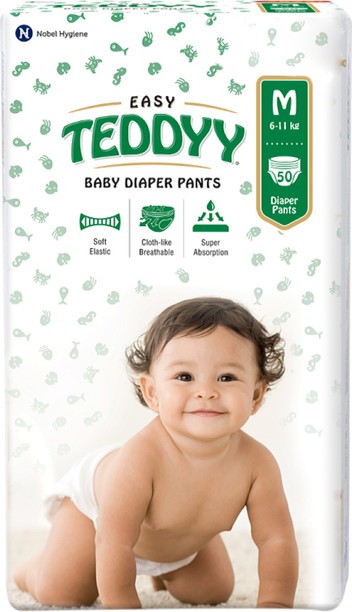 N Nobel Hygiene
EASY
TEDDYY®
BABY DIAPER PANTS
M
6-11 kg
50
Diaper
Pants
Soft
Elastic
Cloth-like
Breathable
Super
Absorption